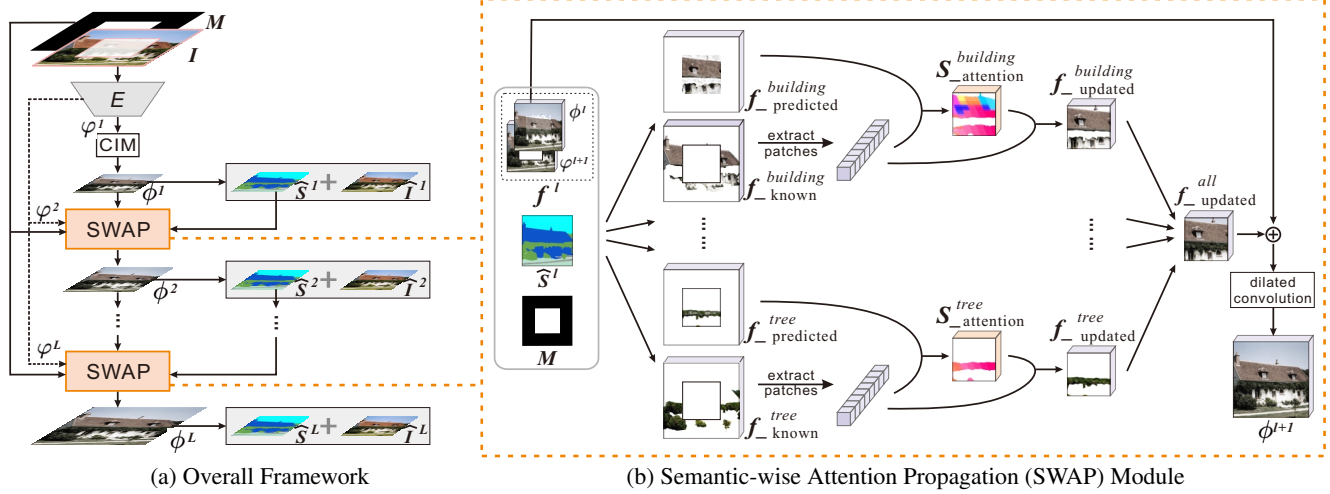 M
I
E
φ¹
CIM
ϕ¹
Ŝ¹ + Î¹
φ²
SWAP
ϕ²
Ŝ² + Î²
φᴸ
SWAP
ϕᴸ
Ŝᴸ + Îᴸ
(a) Overall Framework
ϕˡ
φˡ⁺¹
f ˡ
Ŝˡ
M
f_ building predicted
extract
patches
f_ building known
S_ building attention
f_ building updated
f_ tree predicted
extract
patches
f_ tree known
S_ tree attention
f_ tree updated
f_ all updated
dilated
convolution
ϕˡ⁺¹
(b) Semantic-wise Attention Propagation (SWAP) Module